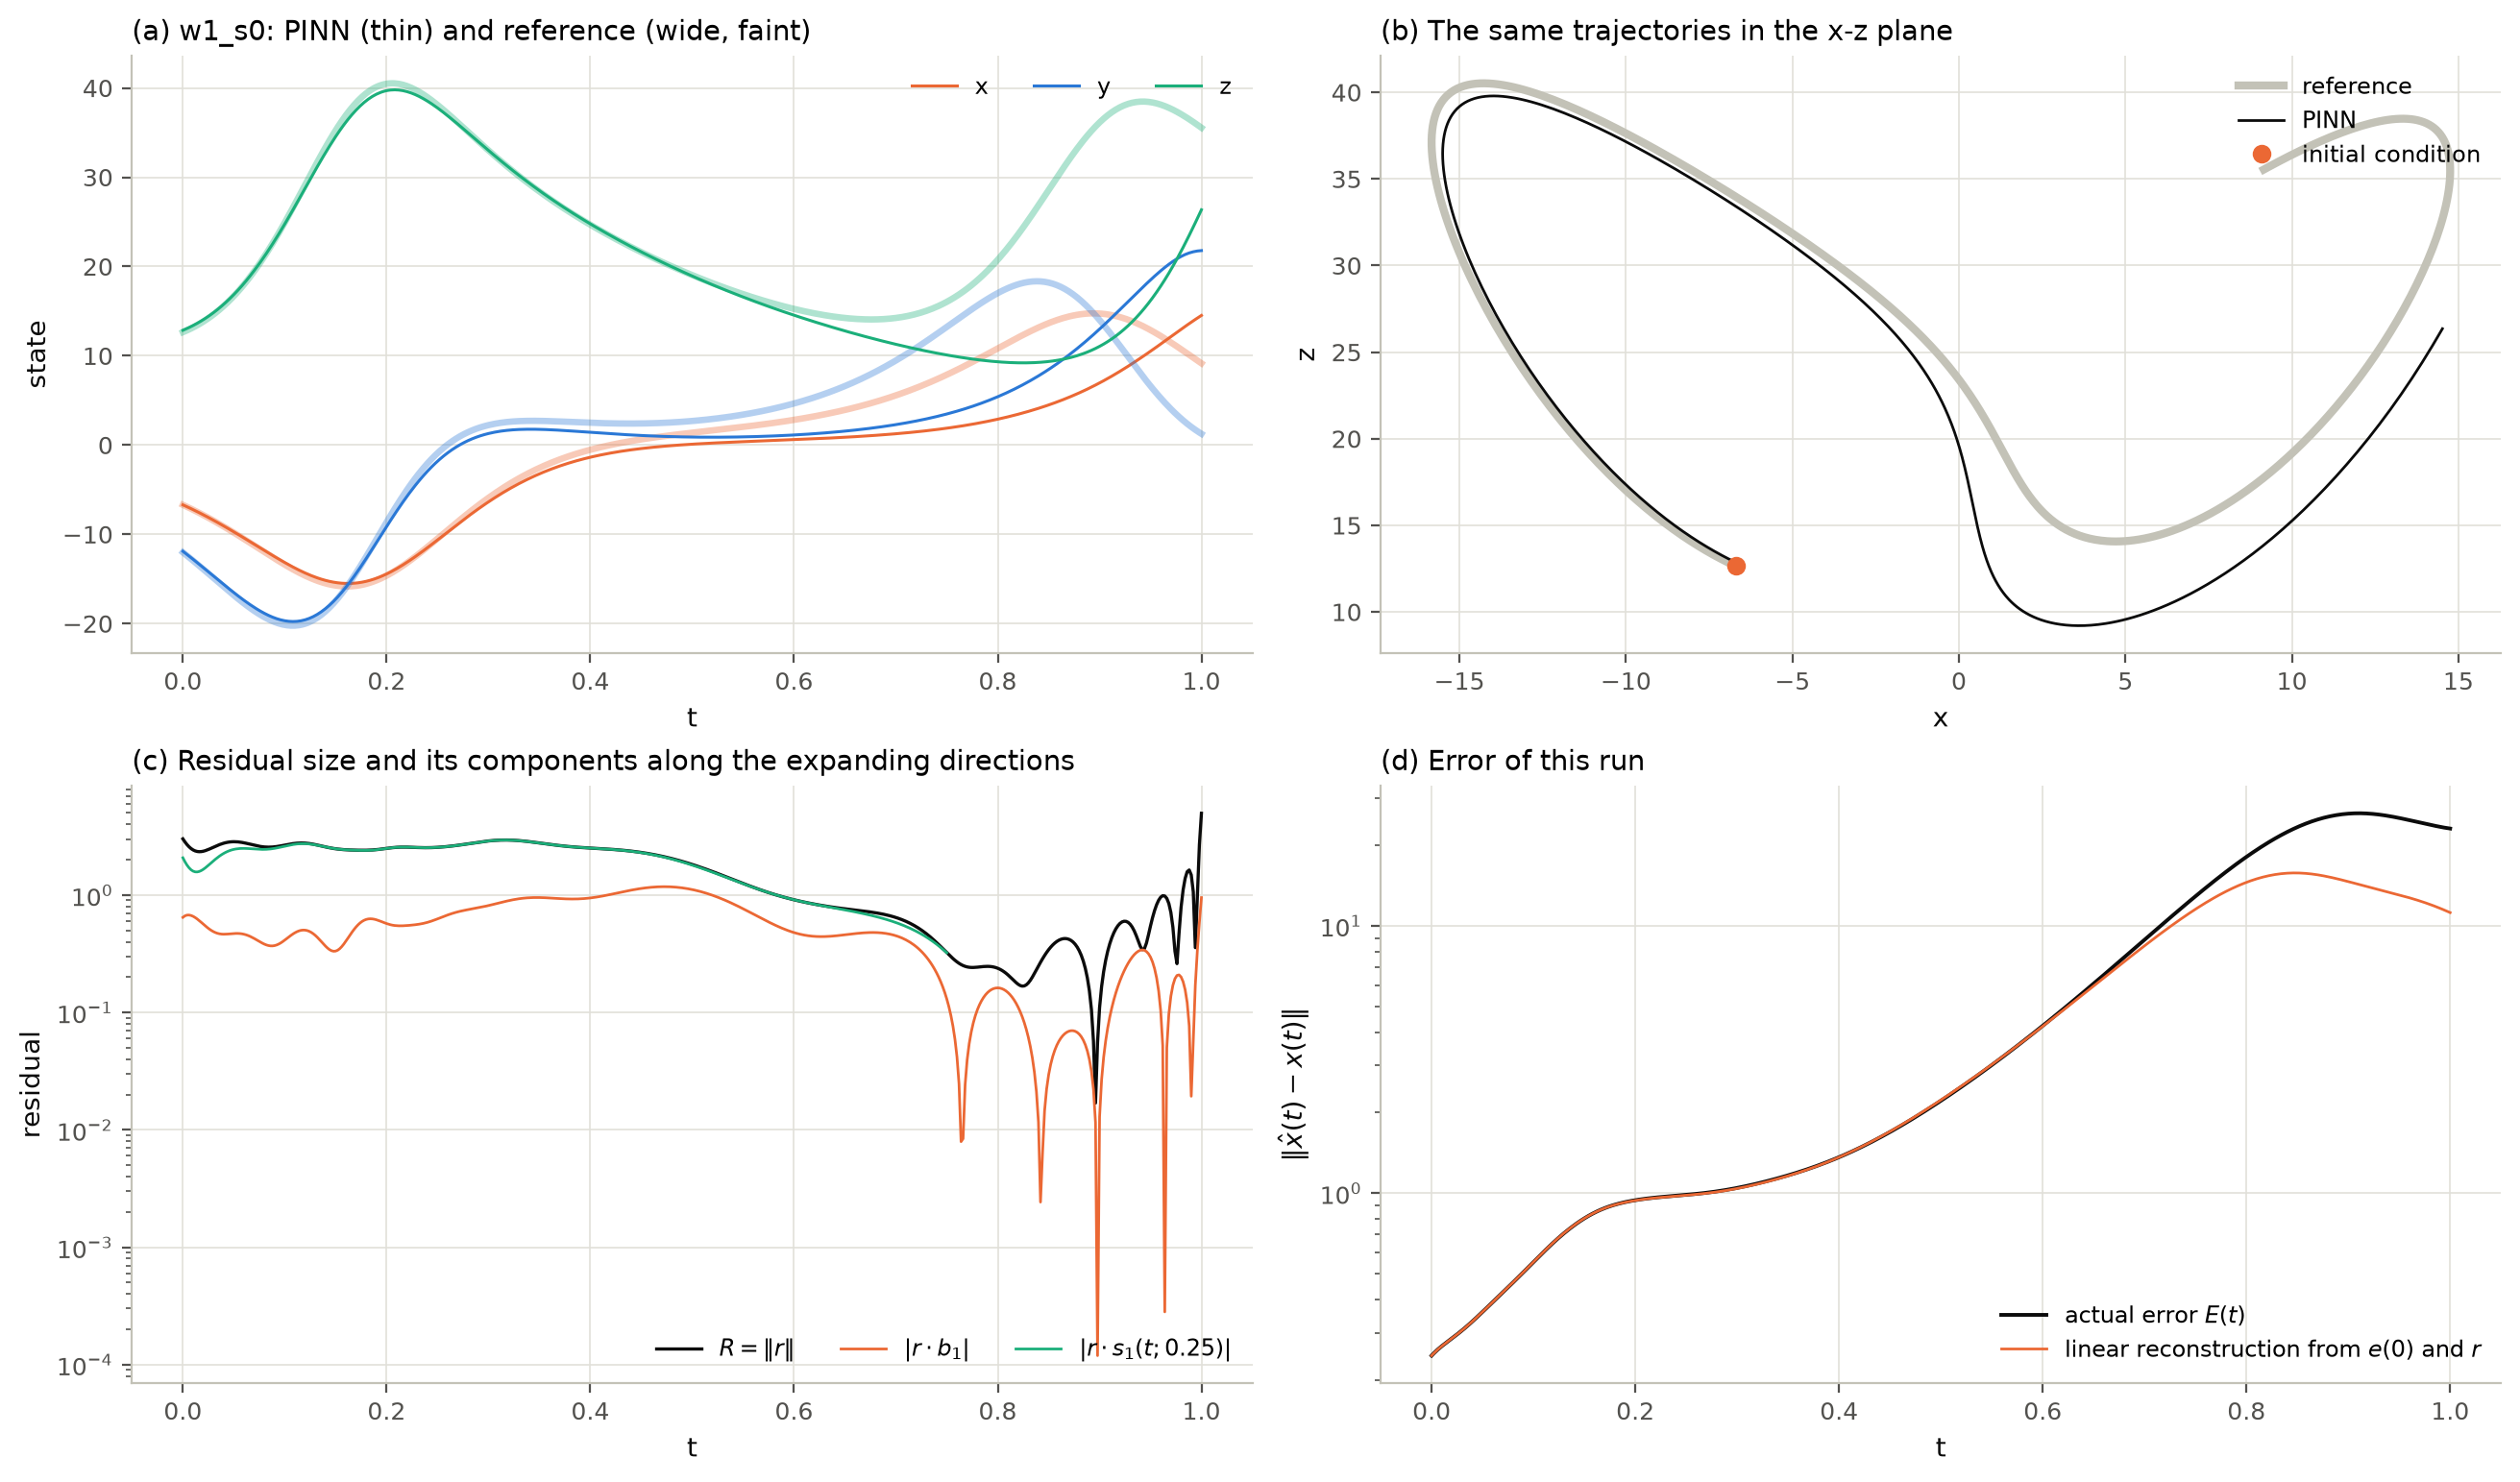 (a) w1_s0: PINN (thin) and reference (wide, faint)
x y z
state
40
30
20
10
0
−10
−20
0.0 0.2 0.4 0.6 0.8 1.0
t
(b) The same trajectories in the x-z plane
reference
PINN
initial condition
z
40
35
30
25
20
15
10
−15 −10 −5 0 5 10 15
x
(c) Residual size and its components along the expanding directions
residual
10⁰
10⁻¹
10⁻²
10⁻³
10⁻⁴
R = ‖r‖ |r · b₁| |r · s₁(t; 0.25)|
0.0 0.2 0.4 0.6 0.8 1.0
t
(d) Error of this run
‖x̂(t) − x(t)‖
10¹
10⁰
actual error E(t)
linear reconstruction from e(0) and r
0.0 0.2 0.4 0.6 0.8 1.0
t